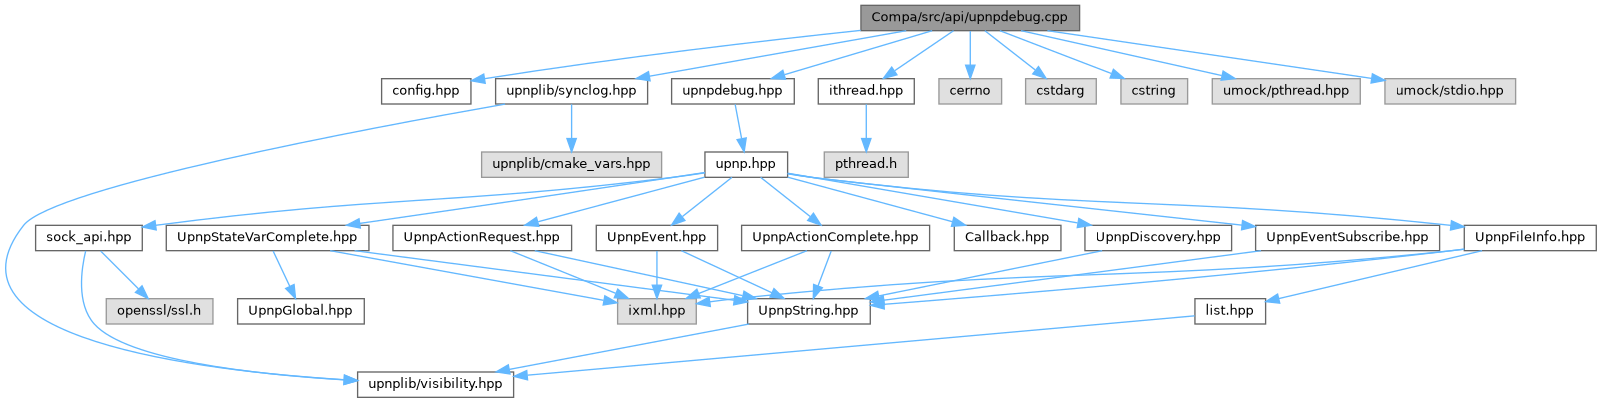 Compa/src/api/upnpdebug.cpp
config.hpp
upnplib/synclog.hpp
upnpdebug.hpp
ithread.hpp
cerrno
cstdarg
cstring
umock/pthread.hpp
umock/stdio.hpp
upnplib/cmake_vars.hpp
upnp.hpp
pthread.h
sock_api.hpp
UpnpStateVarComplete.hpp
UpnpActionRequest.hpp
UpnpEvent.hpp
UpnpActionComplete.hpp
Callback.hpp
UpnpDiscovery.hpp
UpnpEventSubscribe.hpp
UpnpFileInfo.hpp
openssl/ssl.h
UpnpGlobal.hpp
ixml.hpp
UpnpString.hpp
list.hpp
upnplib/visibility.hpp